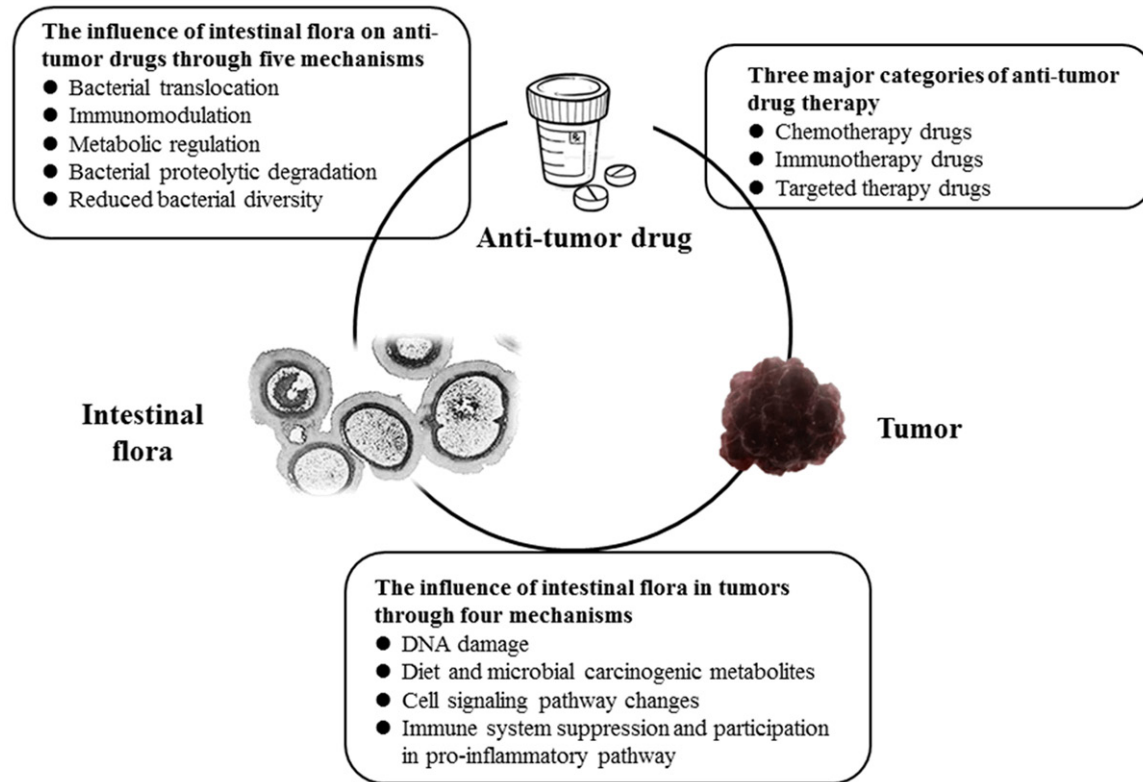 The influence of intestinal flora on anti-
tumor drugs through five mechanisms
● Bacterial translocation
● Immunomodulation
● Metabolic regulation
● Bacterial proteolytic degradation
● Reduced bacterial diversity
Three major categories of anti-tumor
drug therapy
● Chemotherapy drugs
● Immunotherapy drugs
● Targeted therapy drugs
Anti-tumor drug
Intestinal
flora
Tumor
The influence of intestinal flora in tumors
through four mechanisms
● DNA damage
● Diet and microbial carcinogenic metabolites
● Cell signaling pathway changes
● Immune system suppression and participation
in pro-inflammatory pathway